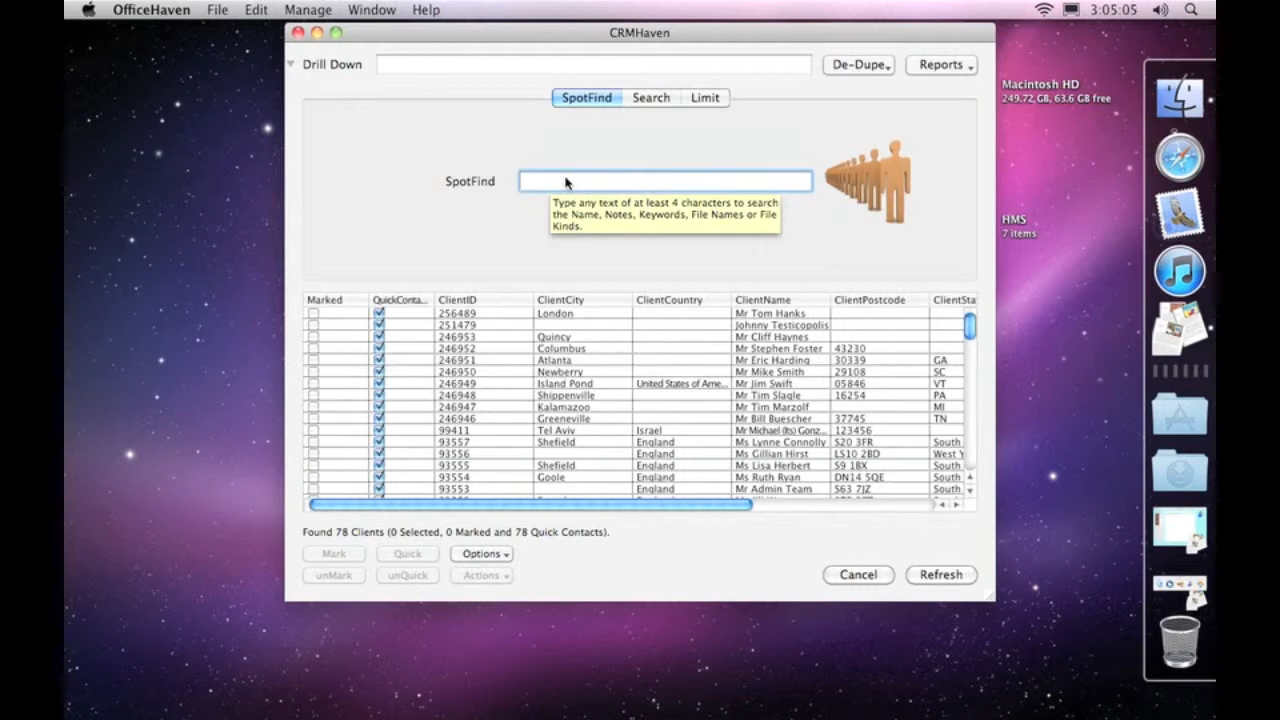 OfficeHaven File Edit Manage Window Help 3:05:05
CRMHaven
Drill Down De-Dupe Reports
SpotFind Search Limit
Macintosh HD
249.72 GB, 63.6 GB free
SpotFind
Type any text of at least 4 characters to search
the Name, Notes, Keywords, File Names or File
Kinds.
HMS
7 items
Marked QuickConta... ClientID ClientCity ClientCountry ClientName ClientPostcode ClientSta
256489 London Mr Tom Hanks
251479 Johnny Testicopolis
246953 Quincy Mr Cliff Haynes
246952 Columbus Mr Stephen Foster 43230
246951 Atlanta Mr Eric Harding 30339 GA
246950 Newberry Mr Mike Smith 29108 SC
246949 Island Pond United States of Ame... Mr Jim Swift 05846 VT
246948 Shippenville Mr Tim Slagle 16254 PA
246947 Kalamazoo Mr Tim Marzolf MI
246946 Greeneville Mr Bill Buescher 37745 TN
99411 Tel Aviv Israel Mr Michael (Its) Gonz... 123456
93557 Shefield England Ms Lynne Connolly S20 3FR South
93556 England Ms Gillian Hirst LS10 2BD West Y
93555 Shefield England Ms Lisa Herbert S9 1BX South
93554 Goole England Ms Ruth Ryan DN14 5QE South
93553 England Mr Admin Team S63 7JZ South
Found 78 Clients (0 Selected, 0 Marked and 78 Quick Contacts).
Mark Quick Options
unMark unQuick Actions Cancel Refresh